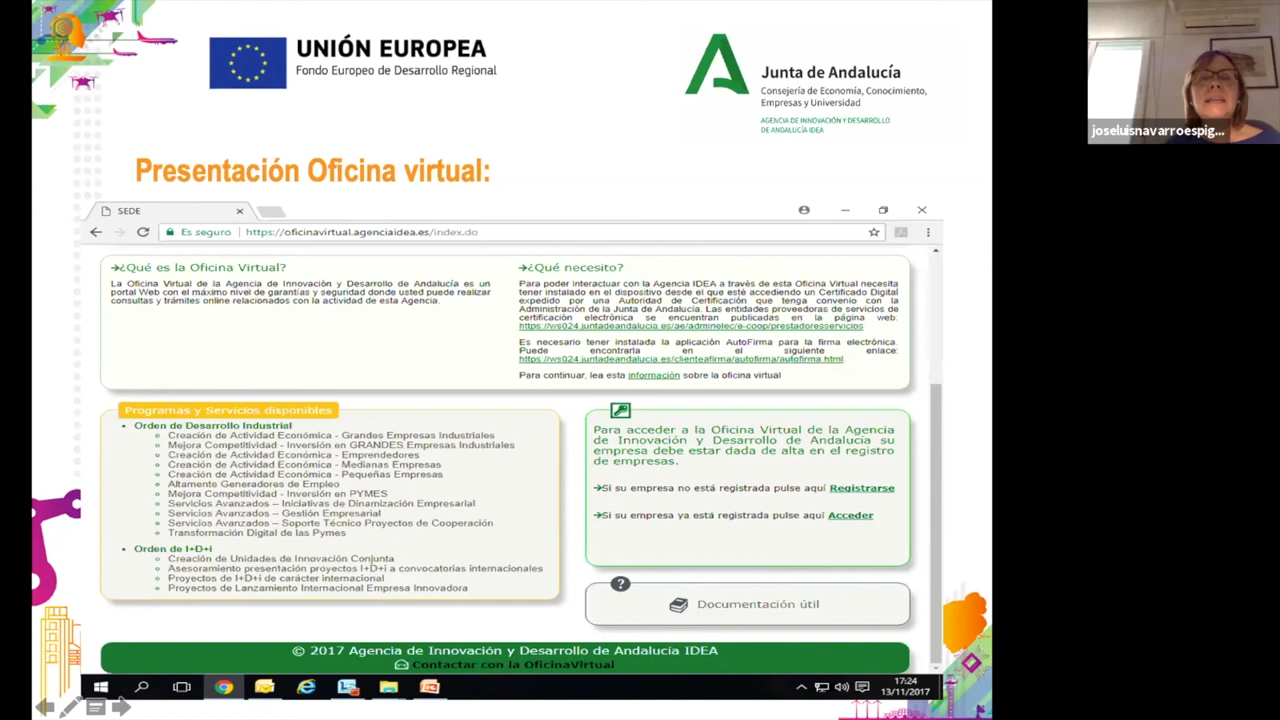 UNIÓN EUROPEA
Fondo Europeo de Desarrollo Regional
Junta de Andalucía
Consejería de Economía, Conocimiento,
Empresas y Universidad
AGENCIA DE INNOVACIÓN Y DESARROLLO
DE ANDALUCÍA IDEA
joseluisnavarroespig...
Presentación Oficina virtual:
SEDE
Es seguro | https://oficinavirtual.agenciaidea.es/index.do
¿Qué es la Oficina Virtual?
La Oficina Virtual de la Agencia de Innovación y Desarrollo de Andalucía es un
portal Web con el máximo nivel de garantías y seguridad donde usted puede realizar
consultas y trámites online relacionados con la actividad de esta Agencia.
¿Qué necesito?
Para poder interactuar con la Agencia IDEA a través de esta Oficina Virtual necesita
tener instalado en el dispositivo desde el que esté accediendo un Certificado Digital
expedido por una Autoridad de Certificación que tenga convenio con la
Administración de la Junta de Andalucía. Las entidades proveedoras de servicios de
certificación electrónica se encuentran publicadas en la página web:
https://ws024.juntadeandalucia.es/ae/adminelec/e-coop/prestadoresservicios
Es necesario tener instalada la aplicación AutoFirma para la firma electrónica.
Puede encontrarla en el siguiente enlace:
https://ws024.juntadeandalucia.es/clienteafirma/autofirma/autofirma.html.
Para continuar, lea esta información sobre la oficina virtual
Programas y Servicios disponibles
Orden de Desarrollo Industrial
Creación de Actividad Económica - Grandes Empresas Industriales
Mejora Competitividad - Inversión en GRANDES Empresas Industriales
Creación de Actividad Económica - Emprendedores
Creación de Actividad Económica - Medianas Empresas
Creación de Actividad Económica - Pequeñas Empresas
Altamente Generadores de Empleo
Mejora Competitividad - Inversión en PYMES
Servicios Avanzados – Iniciativas de Dinamización Empresarial
Servicios Avanzados – Gestión Empresarial
Servicios Avanzados – Soporte Técnico Proyectos de Cooperación
Transformación Digital de las Pymes
Orden de I+D+i
Creación de Unidades de Innovación Conjunta
Asesoramiento presentación proyectos I+D+i a convocatorias internacionales
Proyectos de I+D+i de carácter internacional
Proyectos de Lanzamiento Internacional Empresa Innovadora
Para acceder a la Oficina Virtual de la Agencia
de Innovación y Desarrollo de Andalucía su
empresa debe estar dada de alta en el registro
de empresas.
Si su empresa no está registrada pulse aquí Registrarse
Si su empresa ya está registrada pulse aquí Acceder
Documentación útil
© 2017 Agencia de Innovación y Desarrollo de Andalucía IDEA
Contactar con la OficinaVirtual
17:24
13/11/2017